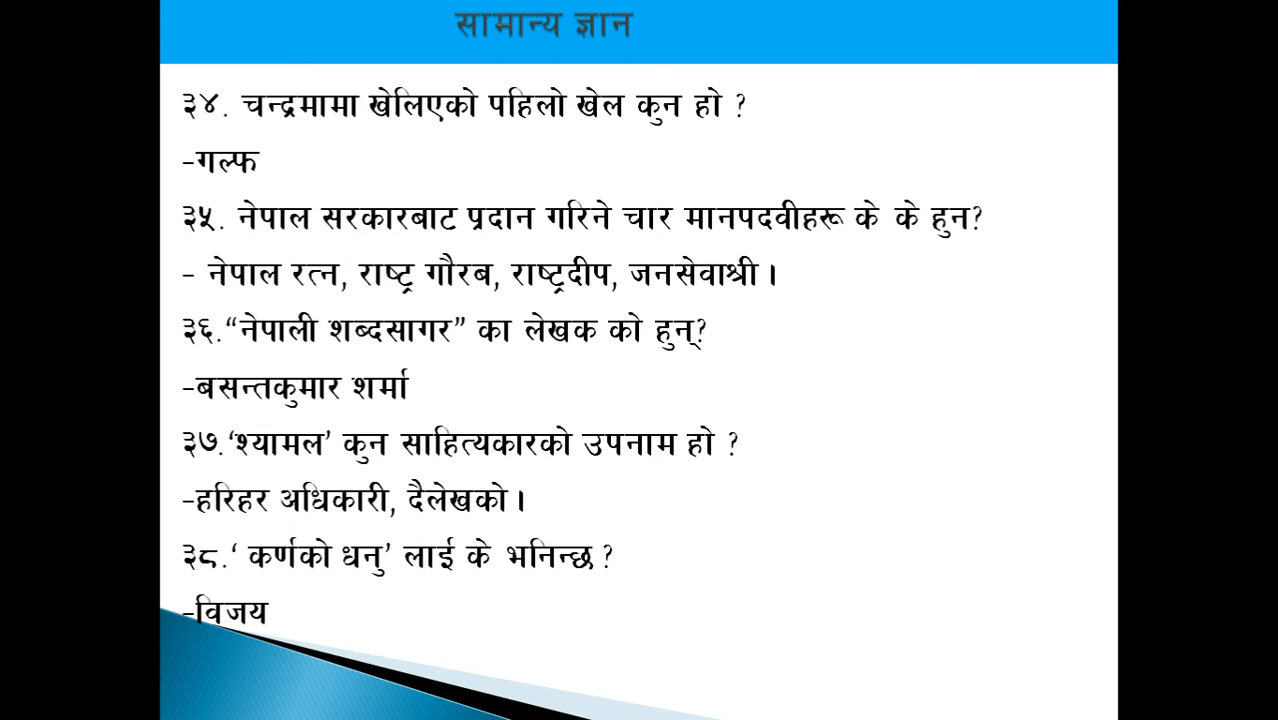 सामान्य ज्ञान
३४. चन्द्रमामा खेलिएको पहिलो खेल कुन हो ?
-गल्फ
३५. नेपाल सरकारबाट प्रदान गरिने चार मानपदवीहरू के के हुन?
- नेपाल रत्न, राष्ट्र गौरब, राष्ट्रदीप, जनसेवाश्री ।
३६.“नेपाली शब्दसागर” का लेखक को हुन्?
-बसन्तकुमार शर्मा
३७.‘श्यामल’ कुन साहित्यकारको उपनाम हो ?
-हरिहर अधिकारी, दैलेखको ।
३८.‘ कर्णको धनु’ लाई के भनिन्छ ?
-विजय